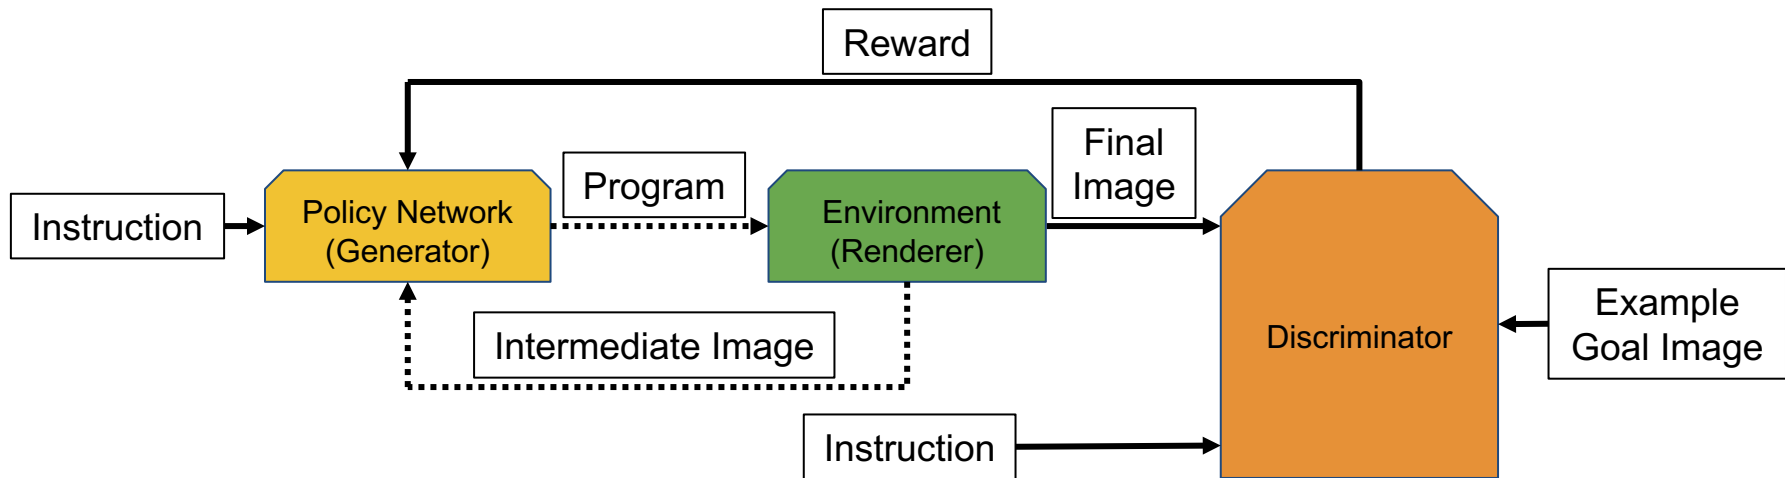 Reward
Final
Image
Program
Instruction
Policy Network
(Generator)
Environment
(Renderer)
Intermediate Image
Discriminator
Example
Goal Image
Instruction